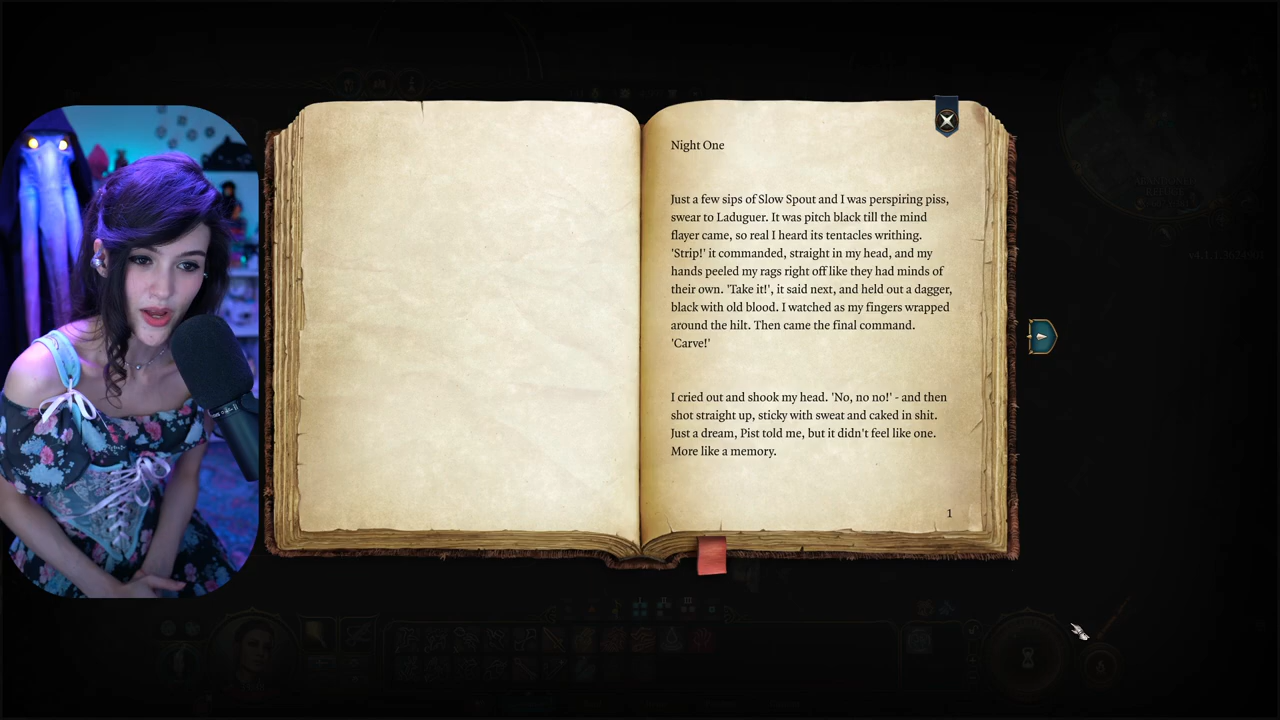 Night One
Just a few sips of Slow Spout and I was perspiring piss,
swear to Laduguer. It was pitch black till the mind
flayer came, so real I heard its tentacles writhing.
'Strip!' it commanded, straight in my head, and my
hands peeled my rags right off like they had minds of
their own. 'Take it!', it said next, and held out a dagger,
black with old blood. I watched as my fingers wrapped
around the hilt. Then came the final command.
'Carve!'
I cried out and shook my head. 'No, no no!' - and then
shot straight up, sticky with sweat and caked in shit.
Just a dream, Pist told me, but it didn't feel like one.
More like a memory.
1